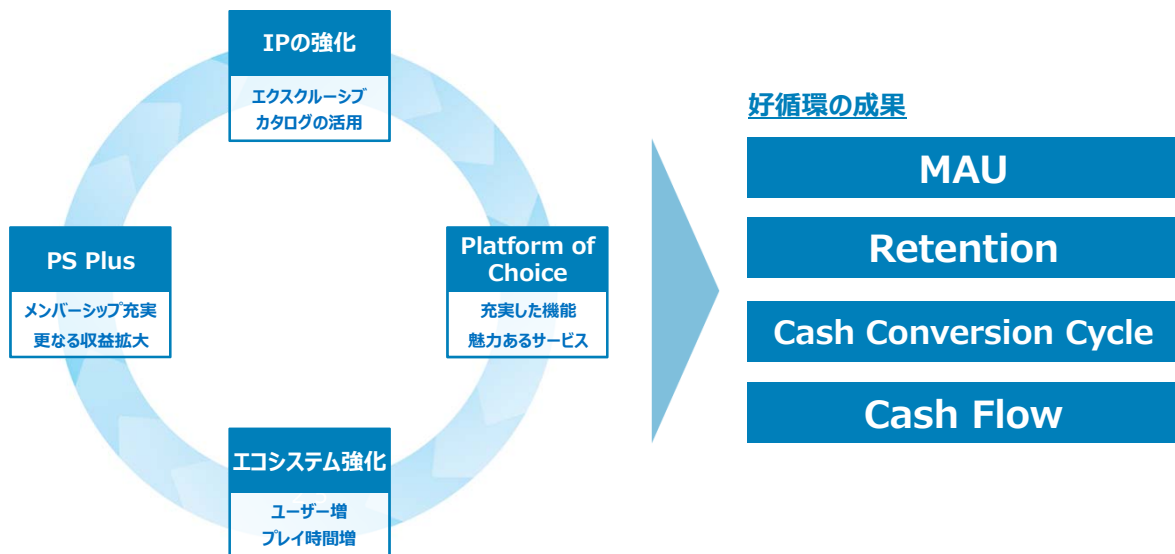 IPの強化
エクスクルーシブ
カタログの活用
PS Plus
メンバーシップ充実
更なる収益拡大
Platform of
Choice
充実した機能
魅力あるサービス
エコシステム強化
ユーザー増
プレイ時間増
好循環の成果
MAU
Retention
Cash Conversion Cycle
Cash Flow